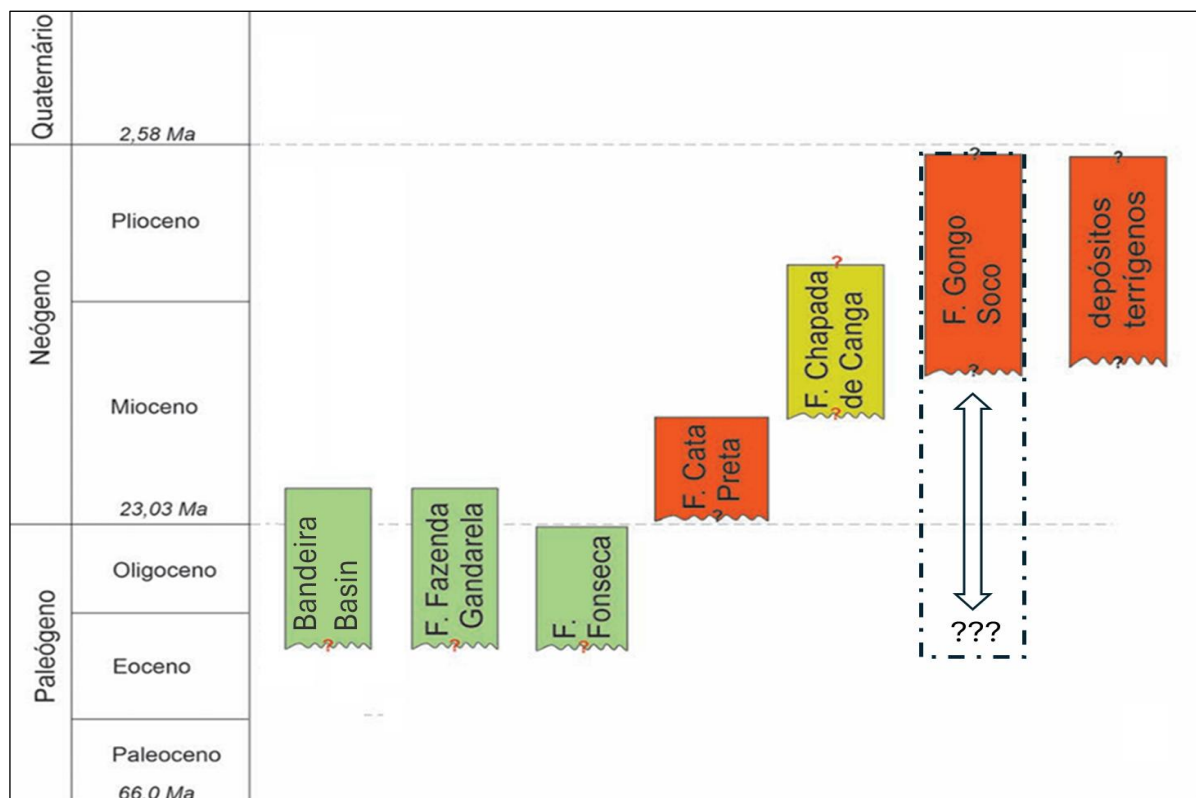 Quaternário
2,58 Ma
Neógeno
Plioceno
Mioceno
23,03 Ma
Paleógeno
Oligoceno
Eoceno
Paleoceno
66,0 Ma
Bandeira
Basin
?
F. Fazenda
Gandarela
?
F.
Fonseca
?
F. Cata
Preta
?
?
F. Chapada
de Canga
?
?
F. Gongo
Soco
?
???
?
depósitos
terrígenos
?